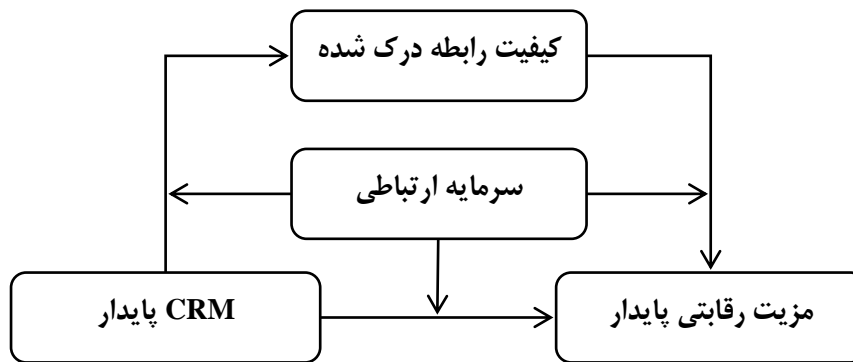 کیفیت رابطه درک شده
سرمایه ارتباطی
مزیت رقابتی پایدار
CRM پایدار